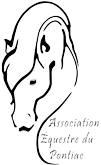 Association
Équestre du
Pontiac